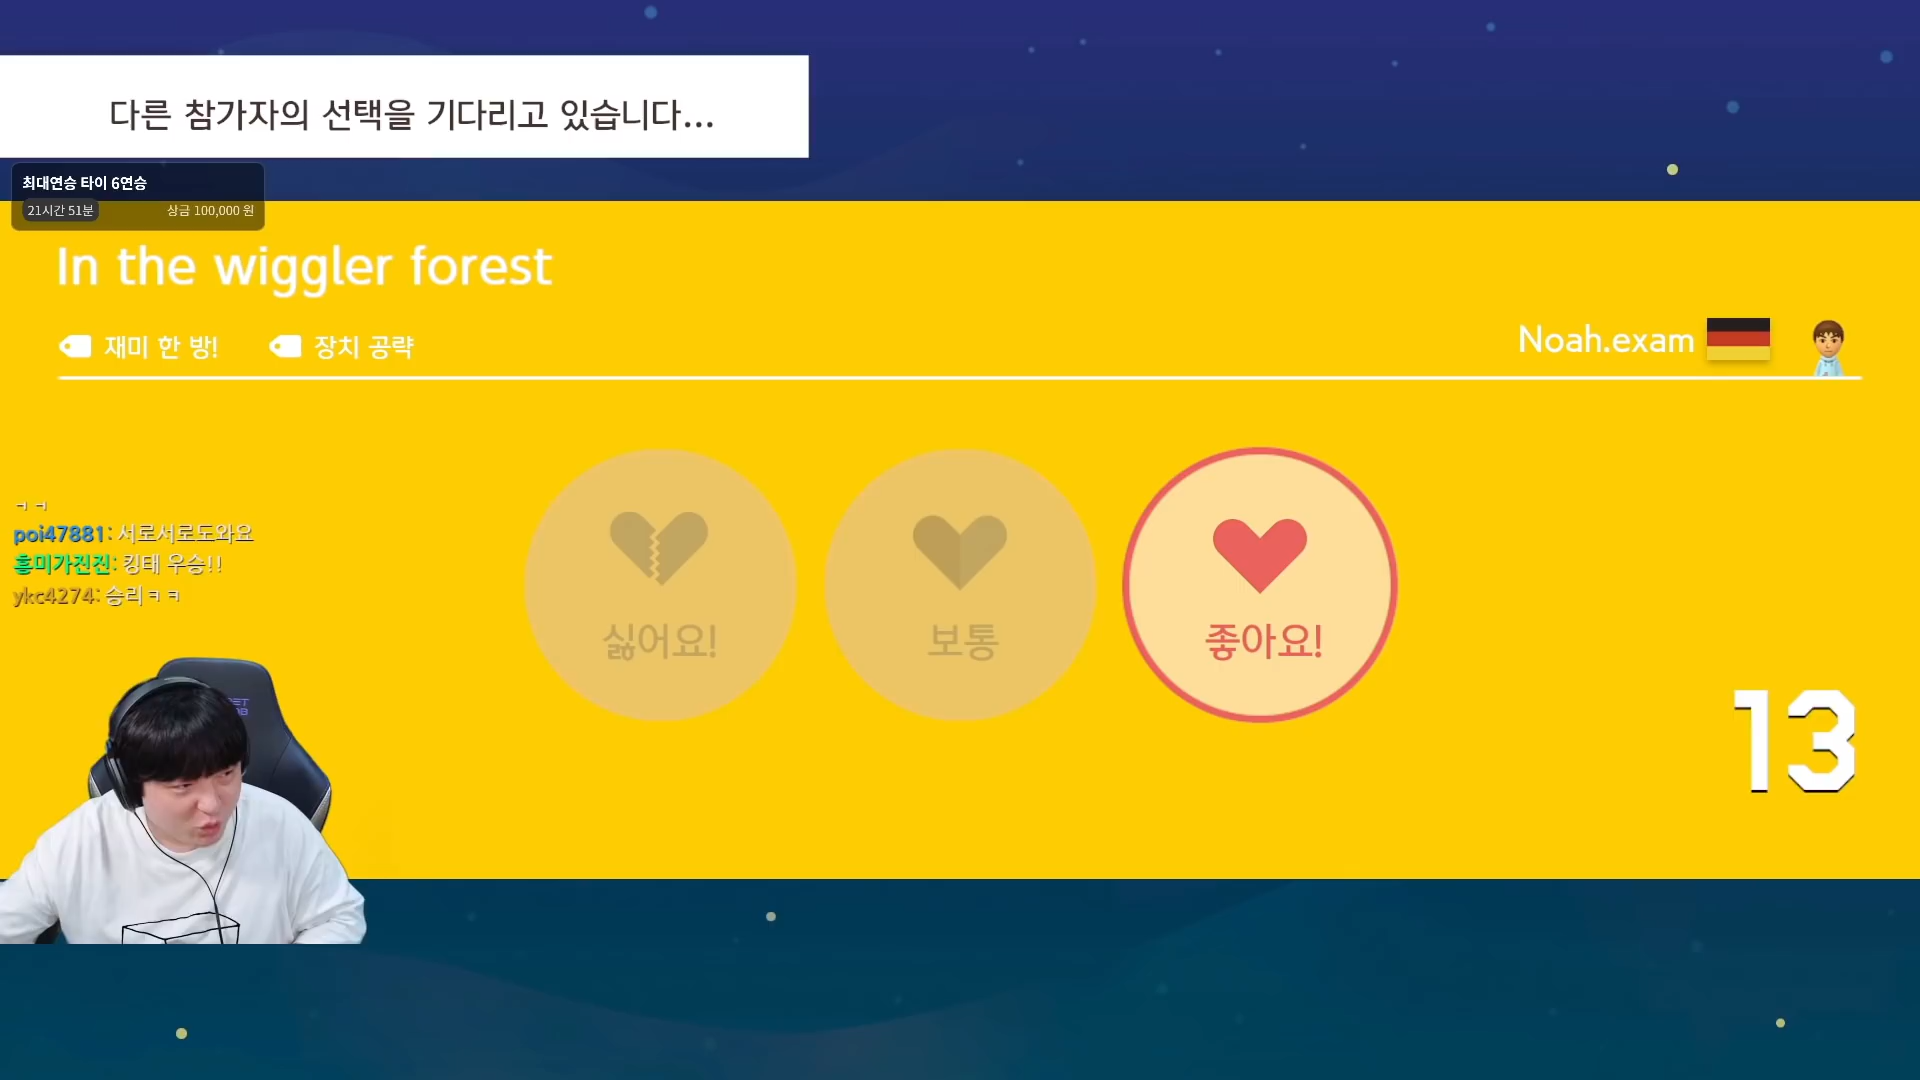 다른 참가자의 선택을 기다리고 있습니다...
최대연승 타이 6연승
21시간 51분 상금 100,000 원
In the wiggler forest
재미 한 방! 장치 공략
Noah.exam
ㅋㅋ
poi47881: 서로서로도와요
흥미가진진: 킹태 우승!!
ykc4274: 승리ㅋㅋ
싫어요! 보통 좋아요!
13